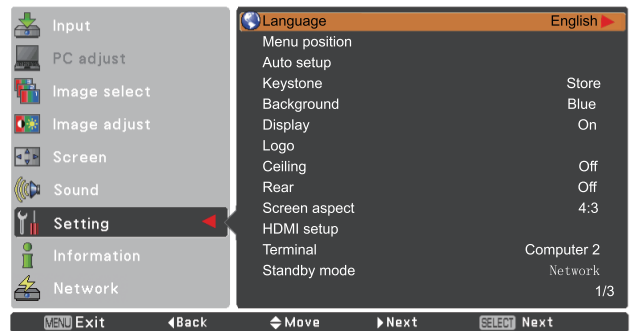 Input
PC adjust
Image select
Image adjust
Screen
Sound
Setting
Information
Network
Language English
Menu position
Auto setup
Keystone Store
Background Blue
Display On
Logo
Ceiling Off
Rear Off
Screen aspect 4:3
HDMI setup
Terminal Computer 2
Standby mode Network
1/3
MENU Exit Back Move Next SELECT Next